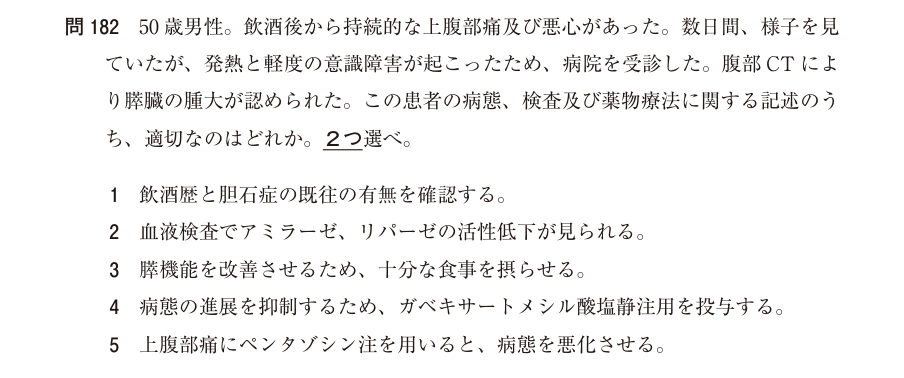 問 182　50 歳男性。飲酒後から持続的な上腹部痛及び悪心があった。数日間、様子を見
ていたが、発熱と軽度の意識障害が起こったため、病院を受診した。腹部 CT によ
り膵臓の腫大が認められた。この患者の病態、検査及び薬物療法に関する記述のう
ち、適切なのはどれか。2つ選べ。
1　飲酒歴と胆石症の既往の有無を確認する。
2　血液検査でアミラーゼ、リパーゼの活性低下が見られる。
3　膵機能を改善させるため、十分な食事を摂らせる。
4　病態の進展を抑制するため、ガベキサートメシル酸塩静注用を投与する。
5　上腹部痛にペンタゾシン注を用いると、病態を悪化させる。